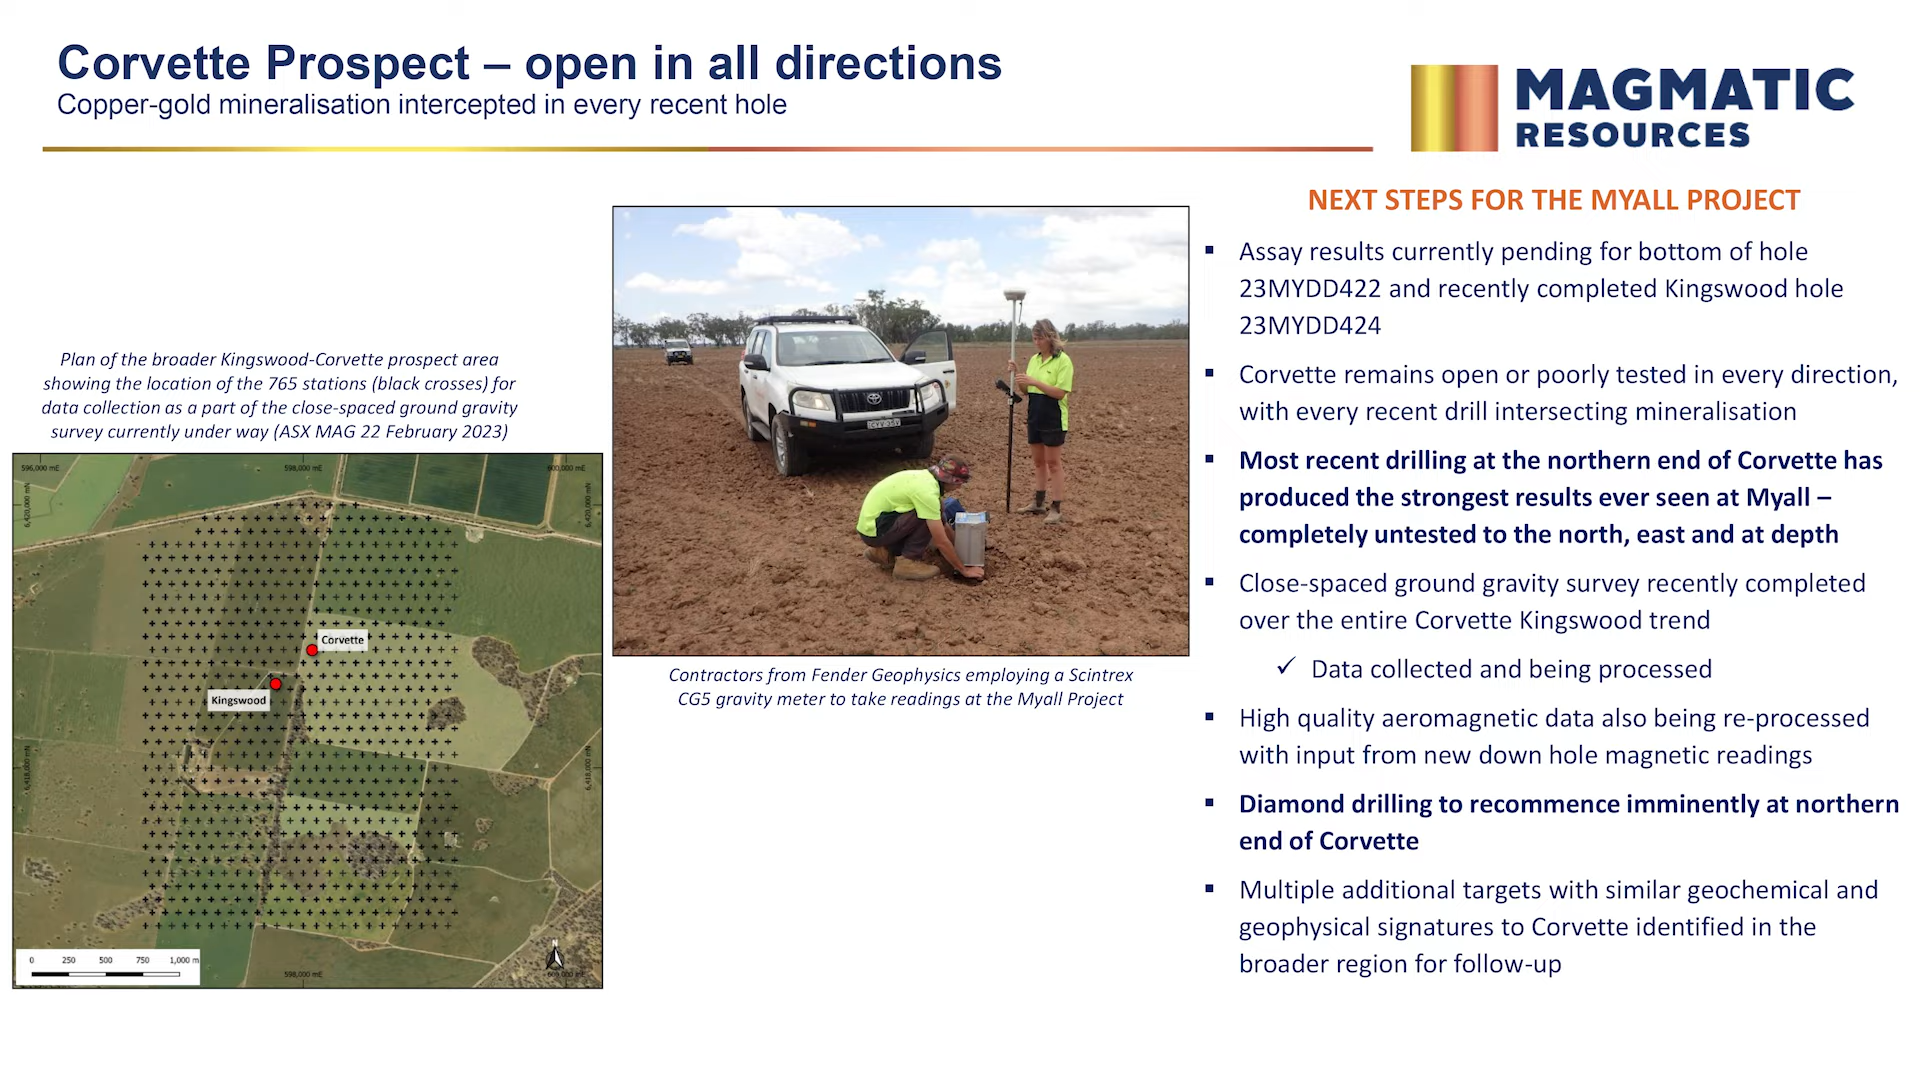 Corvette Prospect – open in all directions
Copper-gold mineralisation intercepted in every recent hole
MAGMATIC
RESOURCES
Plan of the broader Kingswood-Corvette prospect area
showing the location of the 765 stations (black crosses) for
data collection as a part of the close-spaced ground gravity
survey currently under way (ASX MAG 22 February 2023)
596,000 mE
598,000 mE
600,000 mE
6,420,000 mN
6,420,000 mN
Corvette
Kingswood
6,418,000 mN
6,418,000 mN
0 250 500 750 1,000 m
598,000 mE
N
600,000 mE
Contractors from Fender Geophysics employing a Scintrex
CG5 gravity meter to take readings at the Myall Project
NEXT STEPS FOR THE MYALL PROJECT
▪ Assay results currently pending for bottom of hole
23MYDD422 and recently completed Kingswood hole
23MYDD424
▪ Corvette remains open or poorly tested in every direction,
with every recent drill intersecting mineralisation
▪ Most recent drilling at the northern end of Corvette has
produced the strongest results ever seen at Myall –
completely untested to the north, east and at depth
▪ Close-spaced ground gravity survey recently completed
over the entire Corvette Kingswood trend
✓ Data collected and being processed
▪ High quality aeromagnetic data also being re-processed
with input from new down hole magnetic readings
▪ Diamond drilling to recommence imminently at northern
end of Corvette
▪ Multiple additional targets with similar geochemical and
geophysical signatures to Corvette identified in the
broader region for follow-up